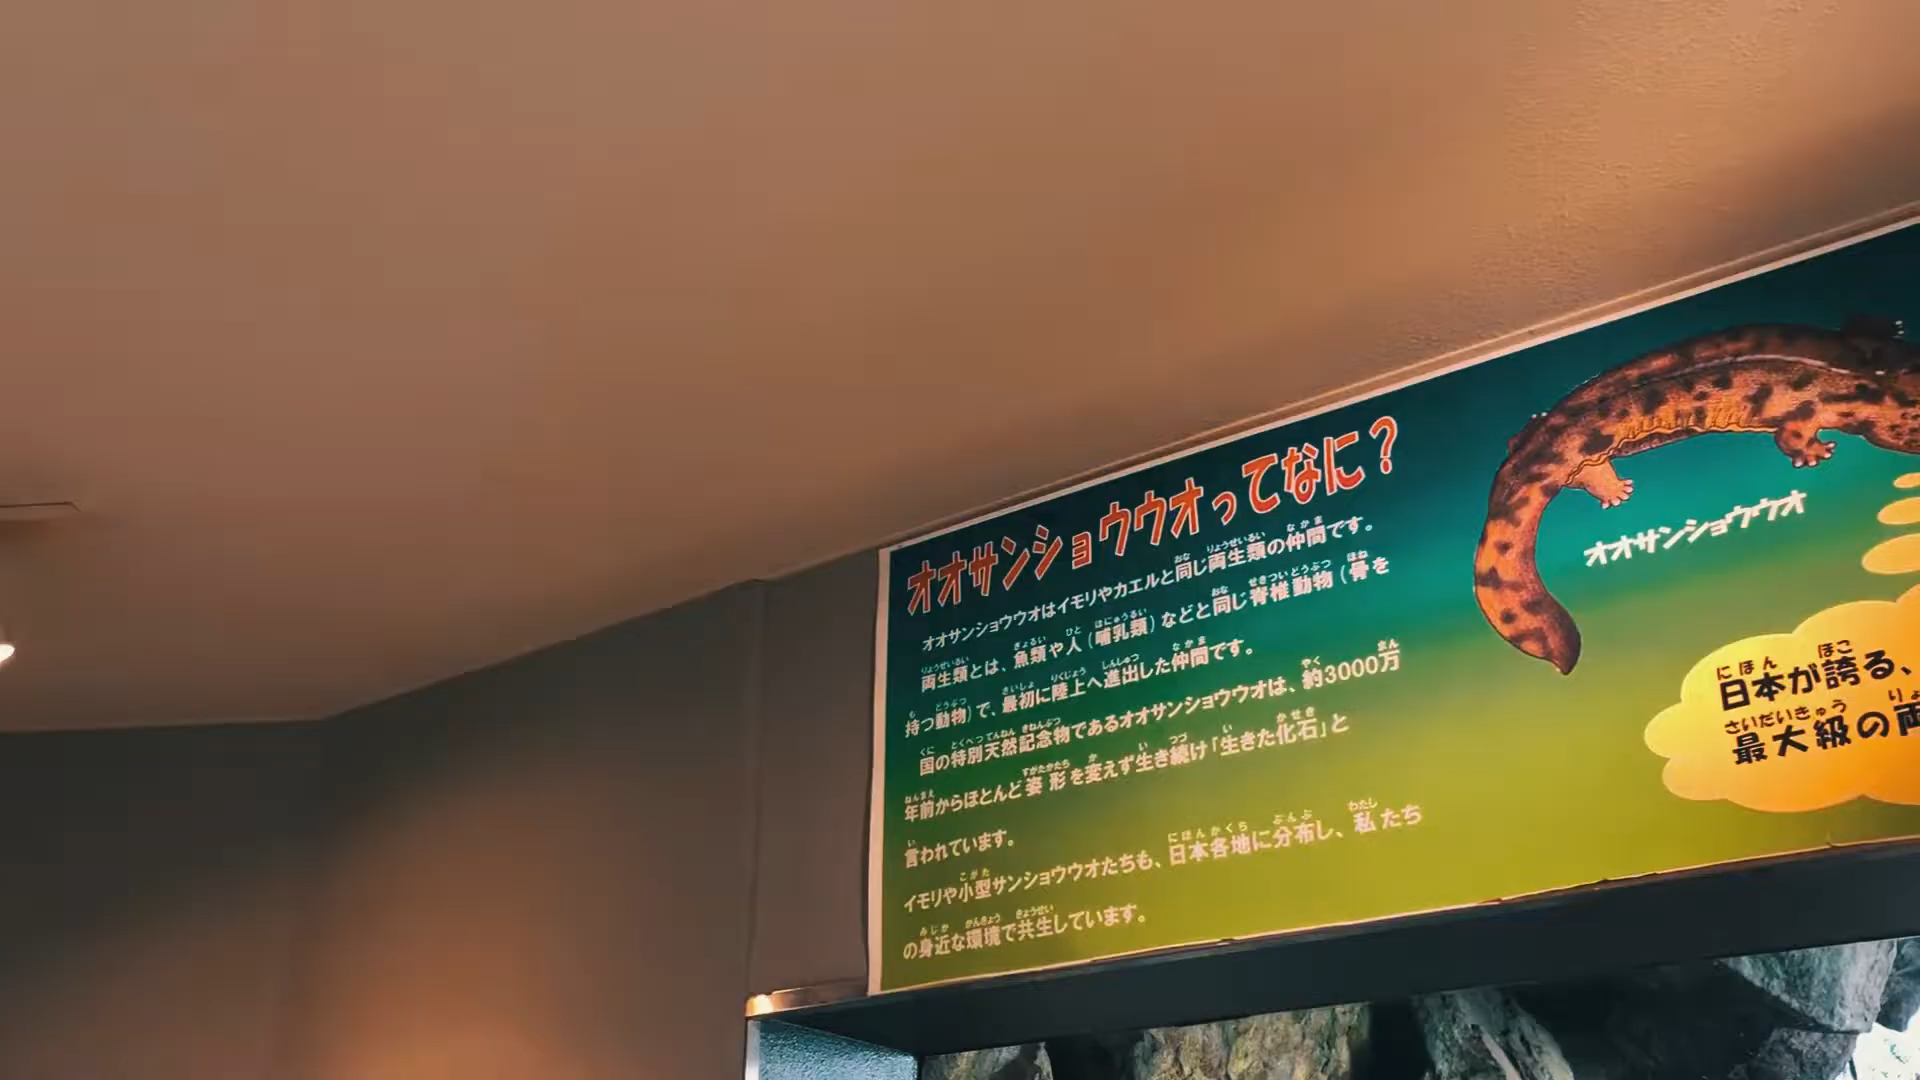 オオサンショウウオってなに？
オオサンショウウオはイモリやカエルと同じ両生類の仲間です。
両生類とは、魚類や人（哺乳類）などと同じ脊椎動物（骨を
持つ動物）で、最初に陸上へ進出した仲間です。
国の特別天然記念物であるオオサンショウウオは、約3000万
年前からほとんど姿形を変えず生き続け「生きた化石」と
言われています。
イモリや小型サンショウウオたちも、日本各地に分布し、私たち
の身近な環境で共生しています。
オオサンショウウオ
日本が誇る、
最大級の両